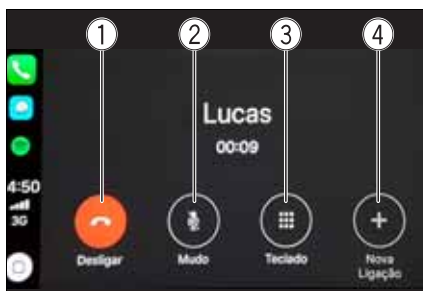 1 2 3 4
Lucas
00:09
4:50
3G
Desligar Mudo Teclado Nova
Ligação